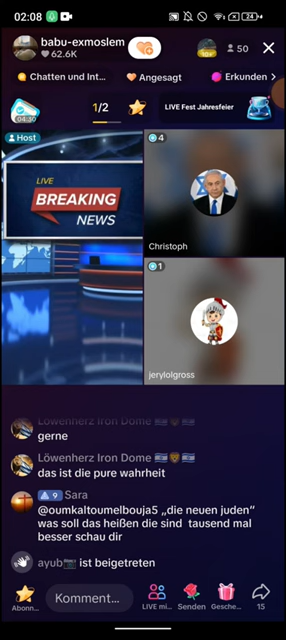 02:08
24
babu-exmoslem
62.6K
50
Chatten und Int...
Angesagt
Erkunden
04:30
1/2
LIVE Fest Jahresfeier
Host
LIVE
BREAKING
NEWS
4
Christoph
1
jerylolgross
Löwenherz Iron Dome
gerne
Löwenherz Iron Dome
das ist die pure wahrheit
9 Sara
@oumkaltoumelbouja5 „die neuen juden“
was soll das heißen die sind tausend mal
besser schau dir
ayub ist beigetreten
Abonn...
Komment...
LIVE mi...
Senden
Gesche...
15